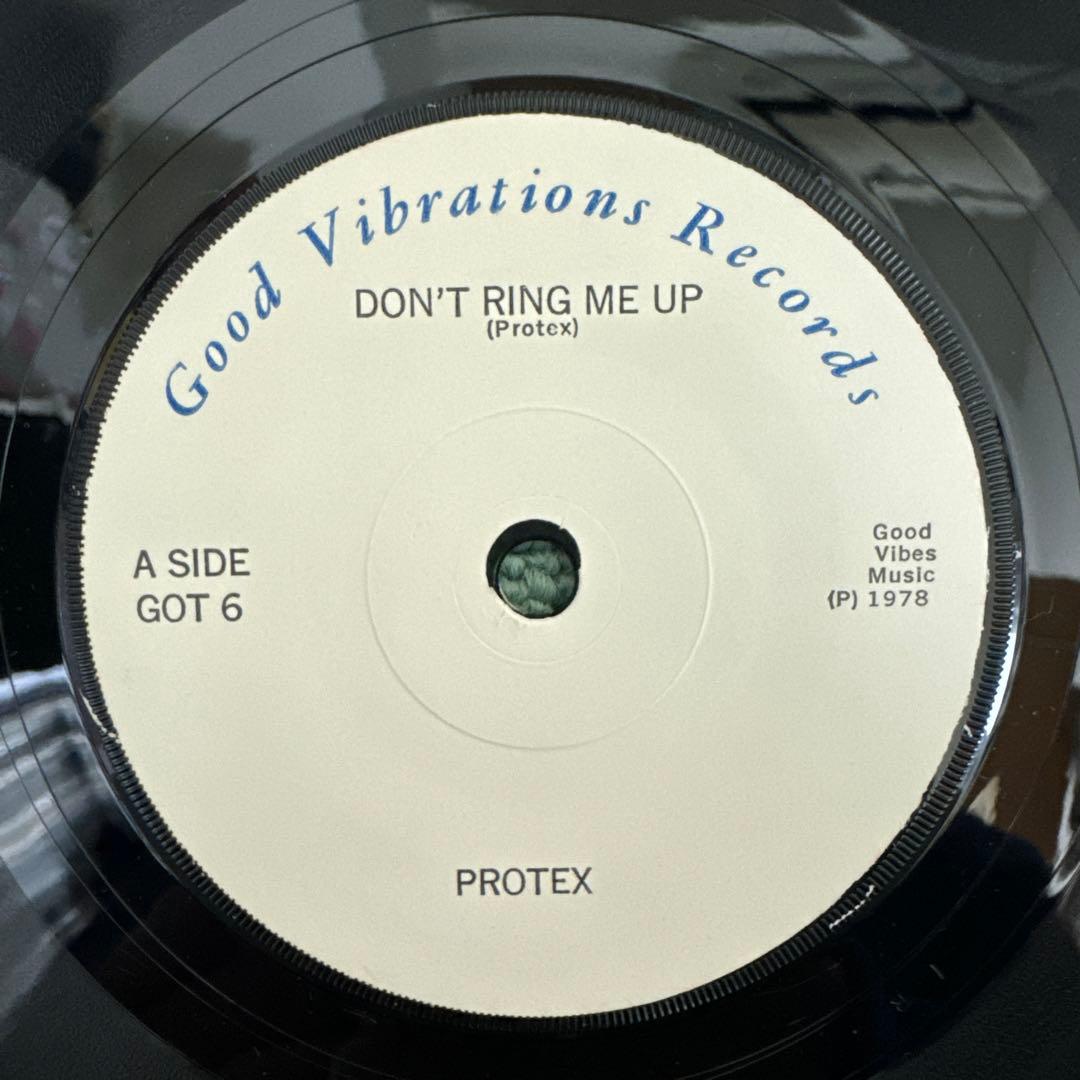 Good Vibrations Records
DON'T RING ME UP
(Protex)
A SIDE
GOT 6
Good
Vibes
Music
(P) 1978
PROTEX